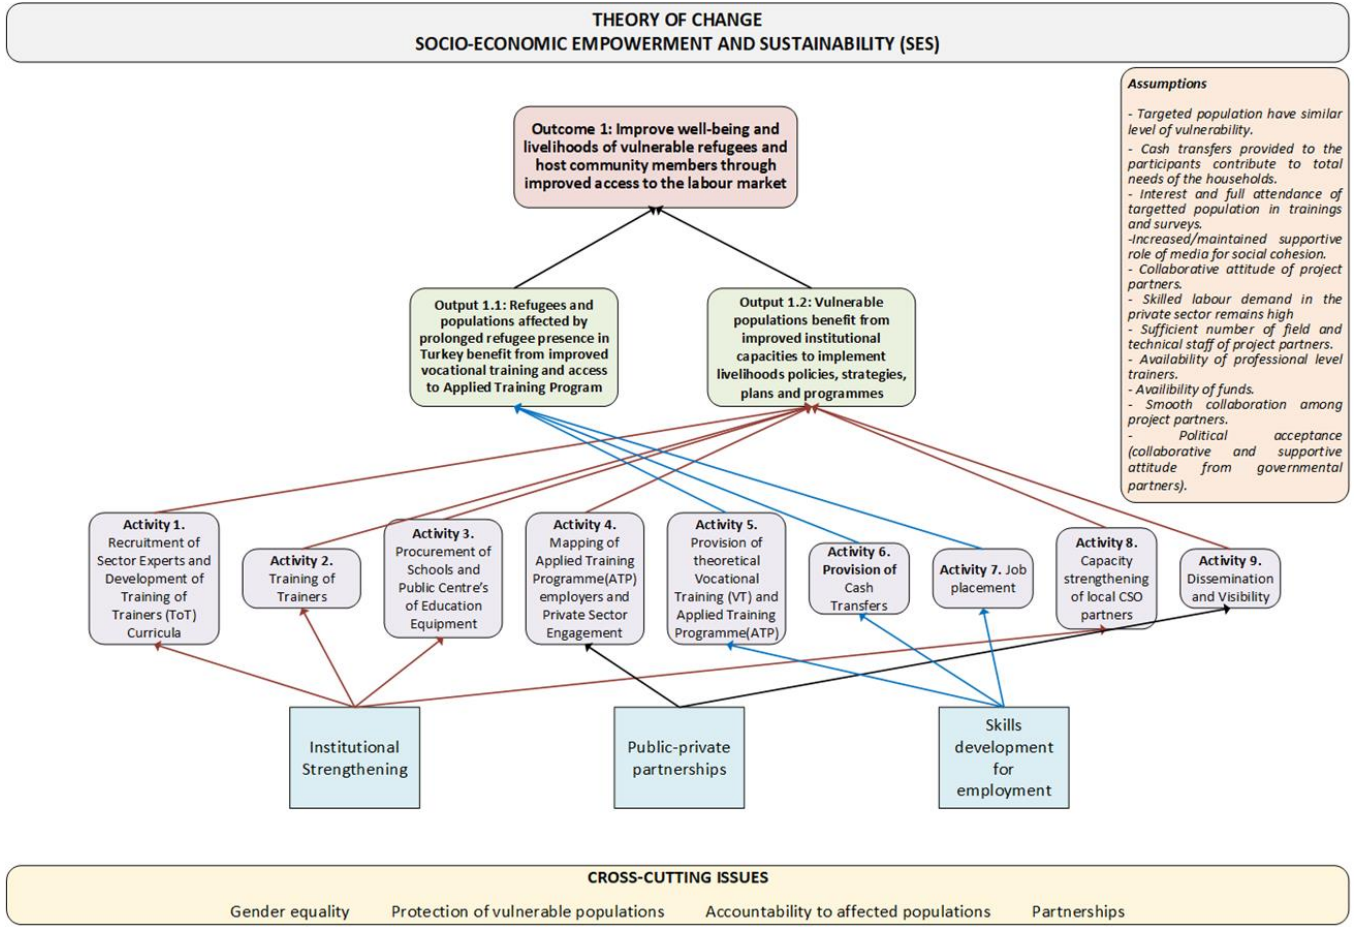 THEORY OF CHANGE
SOCIO-ECONOMIC EMPOWERMENT AND SUSTAINABILITY (SES)
Assumptions
- Targeted population have similar
level of vulnerability.
- Cash transfers provided to the
participants contribute to total
needs of the households.
- Interest and full attendance of
targetted population in trainings
and surveys.
-Increased/maintained supportive
role of media for social cohesion.
- Collaborative attitude of project
partners.
- Skilled labour demand in the
private sector remains high
- Sufficient number of field and
technical staff of project partners.
- Availability of professional level
trainers.
- Availibility of funds.
- Smooth collaboration among
project partners.
- Political acceptance
(collaborative and supportive
attitude from governmental
partners).
Outcome 1: Improve well-being and
livelihoods of vulnerable refugees and
host community members through
improved access to the labour market
Output 1.1: Refugees and
populations affected by
prolonged refugee presence in
Turkey benefit from improved
vocational training and access
to Applied Training Program
Output 1.2: Vulnerable
populations benefit from
improved institutional
capacities to implement
livelihoods policies, strategies,
plans and programmes
Activity 1.
Recruitment of
Sector Experts and
Development of
Training of
Trainers (ToT)
Curricula
Activity 2.
Training of
Trainers
Activity 3.
Procurement of
Schools and
Public Centre's
of Education
Equipment
Activity 4.
Mapping of
Applied Training
Programme(ATP)
employers and
Private Sector
Engagement
Activity 5.
Provision of
theoretical
Vocational
Training (VT) and
Applied Training
Programme(ATP)
Activity 6.
Provision of
Cash
Transfers
Activity 7. Job
placement
Activity 8.
Capacity
strengthening
of local CSO
partners
Activity 9.
Dissemination
and Visibility
Institutional
Strengthening
Public-private
partnerships
Skills
development
for
employment
CROSS-CUTTING ISSUES
Gender equality Protection of vulnerable populations Accountability to affected populations Partnerships